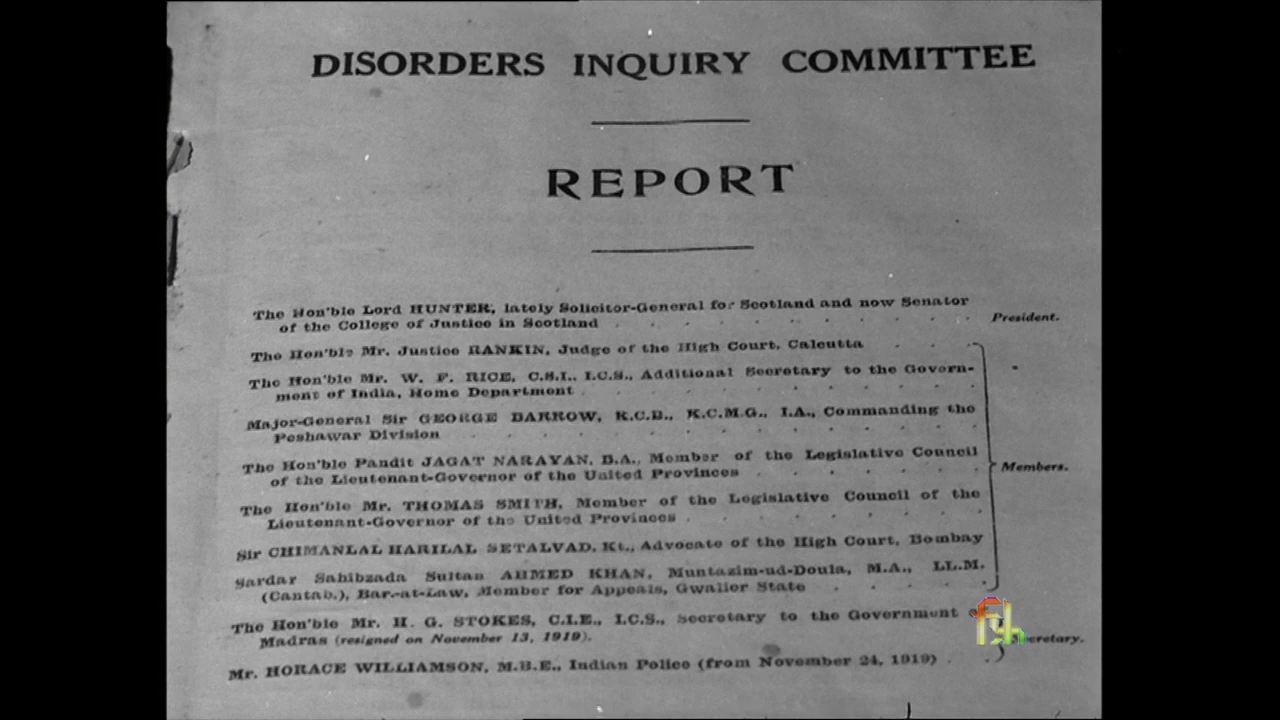 DISORDERS INQUIRY COMMITTEE
REPORT
The Hon'ble Lord HUNTER, lately Solicitor-General for Scotland and now Senator
of the College of Justice in Scotland . . . . . . . . . President.
The Hon'ble Mr. Justice RANKIN, Judge of the High Court, Calcutta . . .
The Hon'ble Mr. W. F. RICE, C.S.I., I.C.S., Additional Secretary to the Govern-
ment of India, Home Department . . . . . . . . .
Major-General Sir GEORGE BARROW, K.C.B., K.C.M.G., I.A., Commanding the
Peshawar Division . . . . . . . . . . . .
The Hon'ble Pandit JAGAT NARAYAN, B.A., Member of the Legislative Council
of the Lieutenant-Governor of the United Provinces . . . . . . Members.
The Hon'ble Mr. THOMAS SMITH, Member of the Legislative Council of the
Lieutenant-Governor of the United Provinces . . . . . . .
Sir CHIMANLAL HARILAL SETALVAD, Kt., Advocate of the High Court, Bombay
Sardar Sahibzada Sultan AHMED KHAN, Muntazim-ud-Doula, M.A., LL.M.
(Cantab.), Bar.-at-Law, Member for Appeals, Gwalior State . . . .
The Hon'ble Mr. H. G. STOKES, C.I.E., I.C.S., Secretary to the Government of
Madras (resigned on November 13, 1919). Secretary.
Mr. HORACE WILLIAMSON, M.B.E., Indian Police (from November 24, 1919) . .